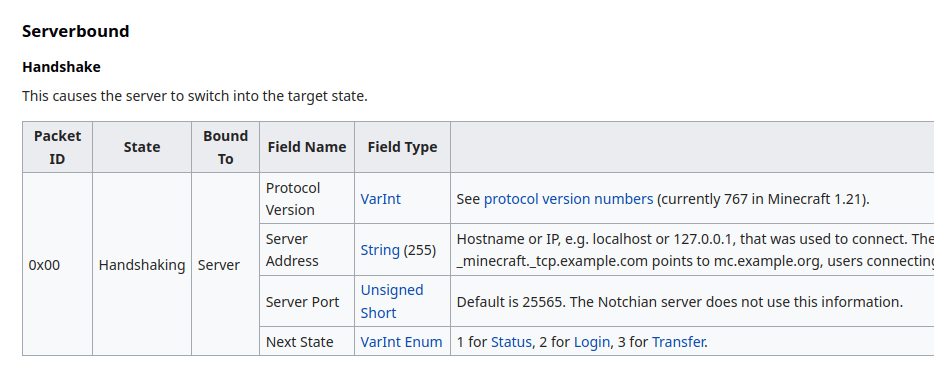 Serverbound
Handshake
This causes the server to switch into the target state.
Packet ID State Bound To Field Name Field Type
0x00 Handshaking Server
Protocol Version VarInt See protocol version numbers (currently 767 in Minecraft 1.21).
Server Address String (255) Hostname or IP, e.g. localhost or 127.0.0.1, that was used to connect. The
_minecraft._tcp.example.com points to mc.example.org, users connecting
Server Port Unsigned Short Default is 25565. The Notchian server does not use this information.
Next State VarInt Enum 1 for Status, 2 for Login, 3 for Transfer.